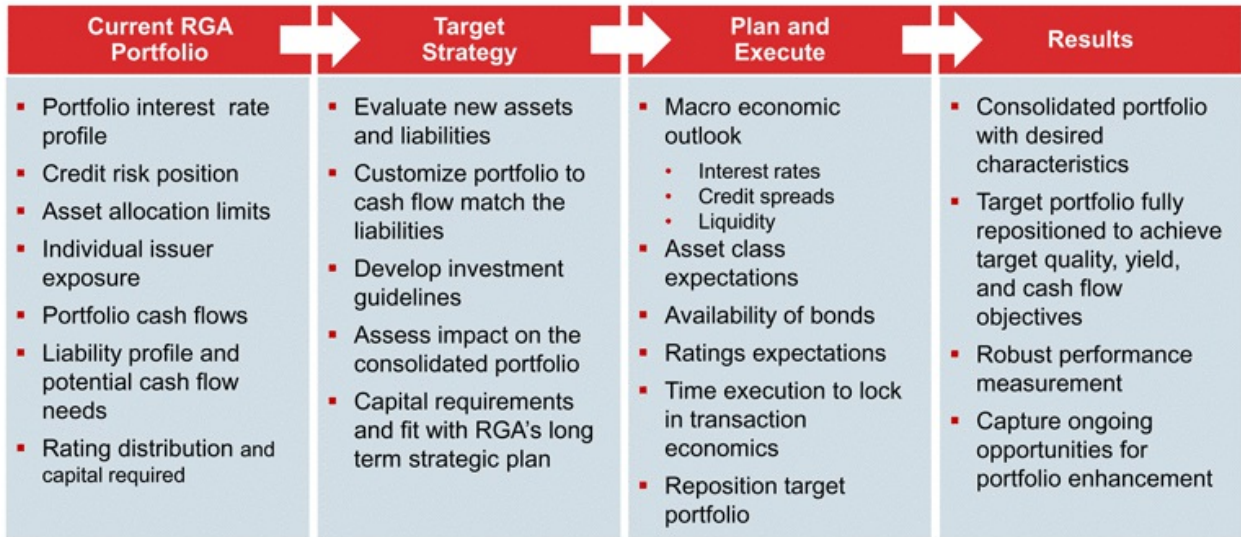 Current RGA
Portfolio
Target
Strategy
Plan and
Execute
Results
Portfolio interest rate
profile
Credit risk position
Asset allocation limits
Individual issuer
exposure
Portfolio cash flows
Liability profile and
potential cash flow
needs
Rating distribution and
capital required
Evaluate new assets
and liabilities
Customize portfolio to
cash flow match the
liabilities
Develop investment
guidelines
Assess impact on the
consolidated portfolio
Capital requirements
and fit with RGA's long
term strategic plan
Macro economic
outlook
Interest rates
Credit spreads
Liquidity
Asset class
expectations
Availability of bonds
Ratings expectations
Time execution to lock
in transaction
economics
Reposition target
portfolio
Consolidated portfolio
with desired
characteristics
Target portfolio fully
repositioned to achieve
target quality, yield,
and cash flow
objectives
Robust performance
measurement
Capture ongoing
opportunities for
portfolio enhancement